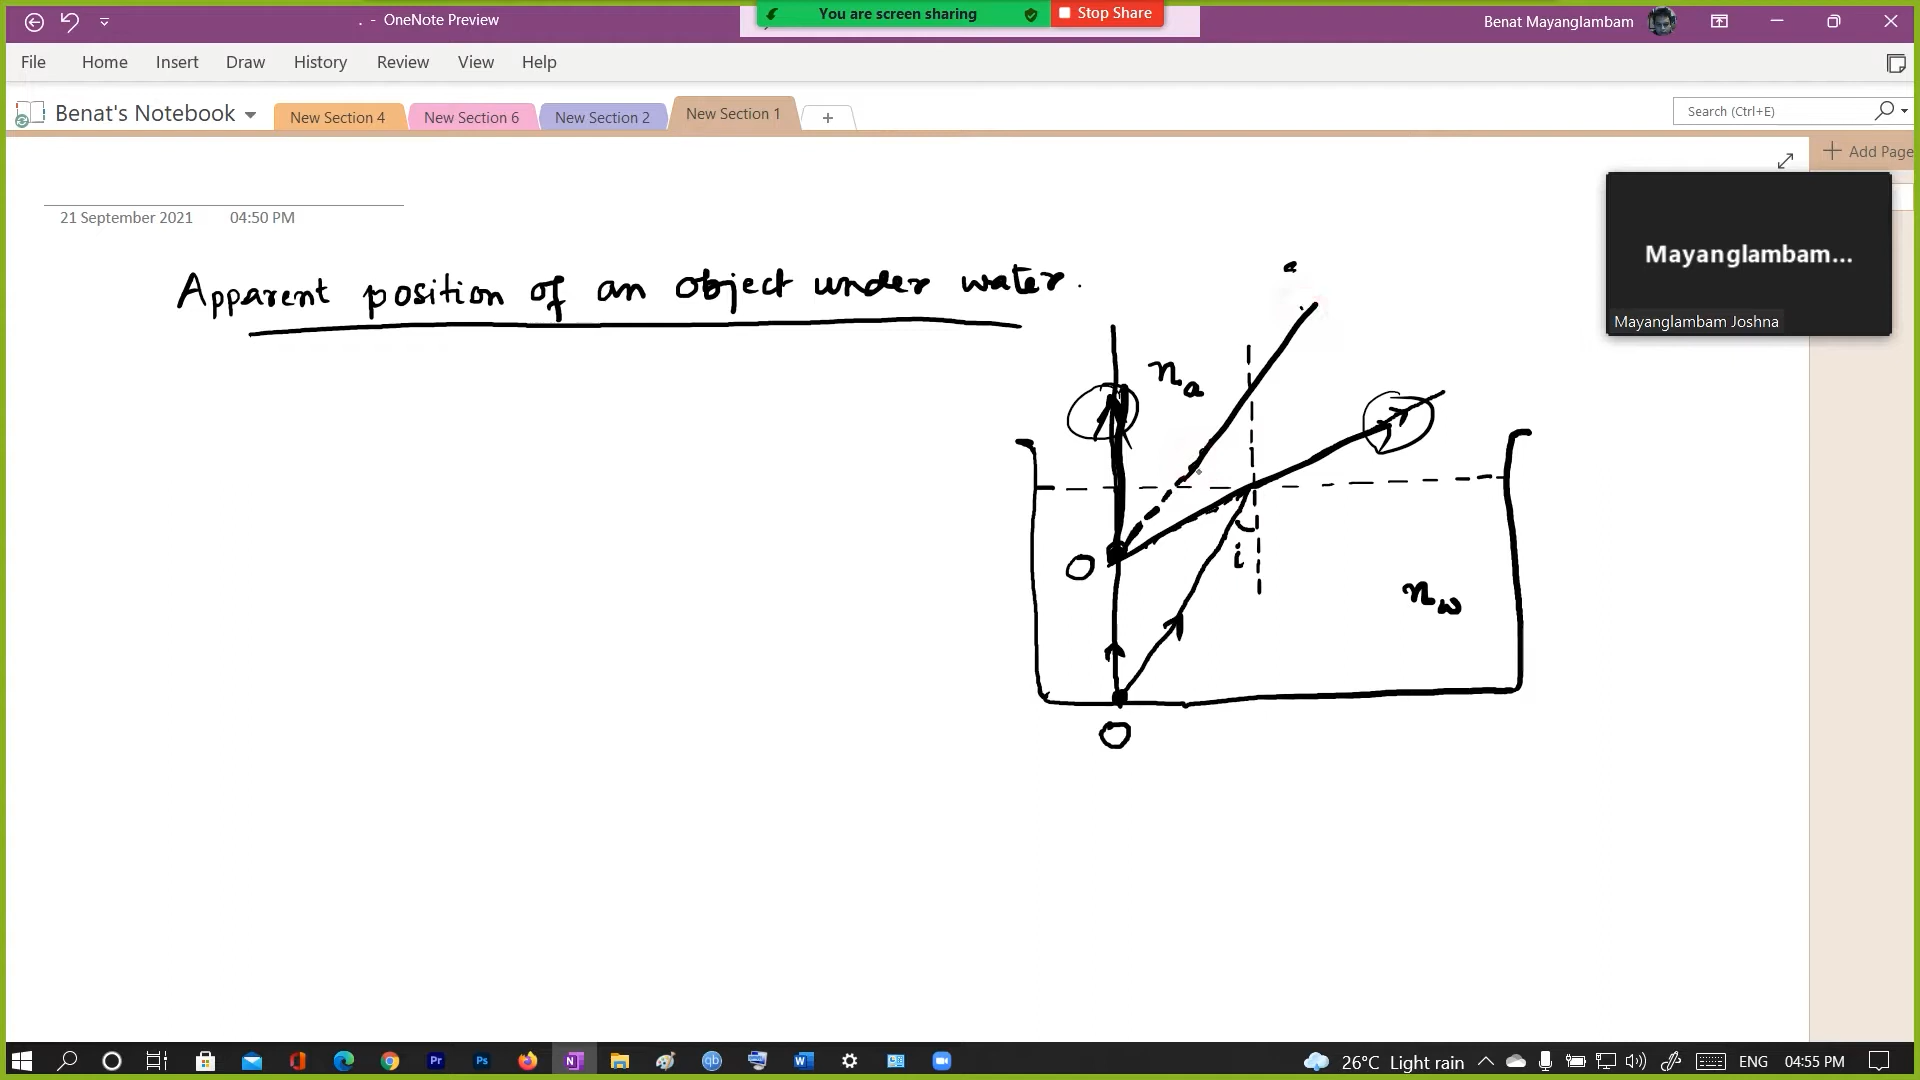 . - OneNote Preview
You are screen sharing
Stop Share
Benat Mayanglambam
File Home Insert Draw History Review View Help
Benat's Notebook
New Section 4
New Section 6
New Section 2
New Section 1
+
Search (Ctrl+E)
Add Page
21 September 2021 04:50 PM
Mayanglambam...
Mayanglambam Joshna
Apparent position of an object under water.
a
na
O
i
nw
O
Pr
Ps
N
qb
W
26°C Light rain
ENG
04:55 PM